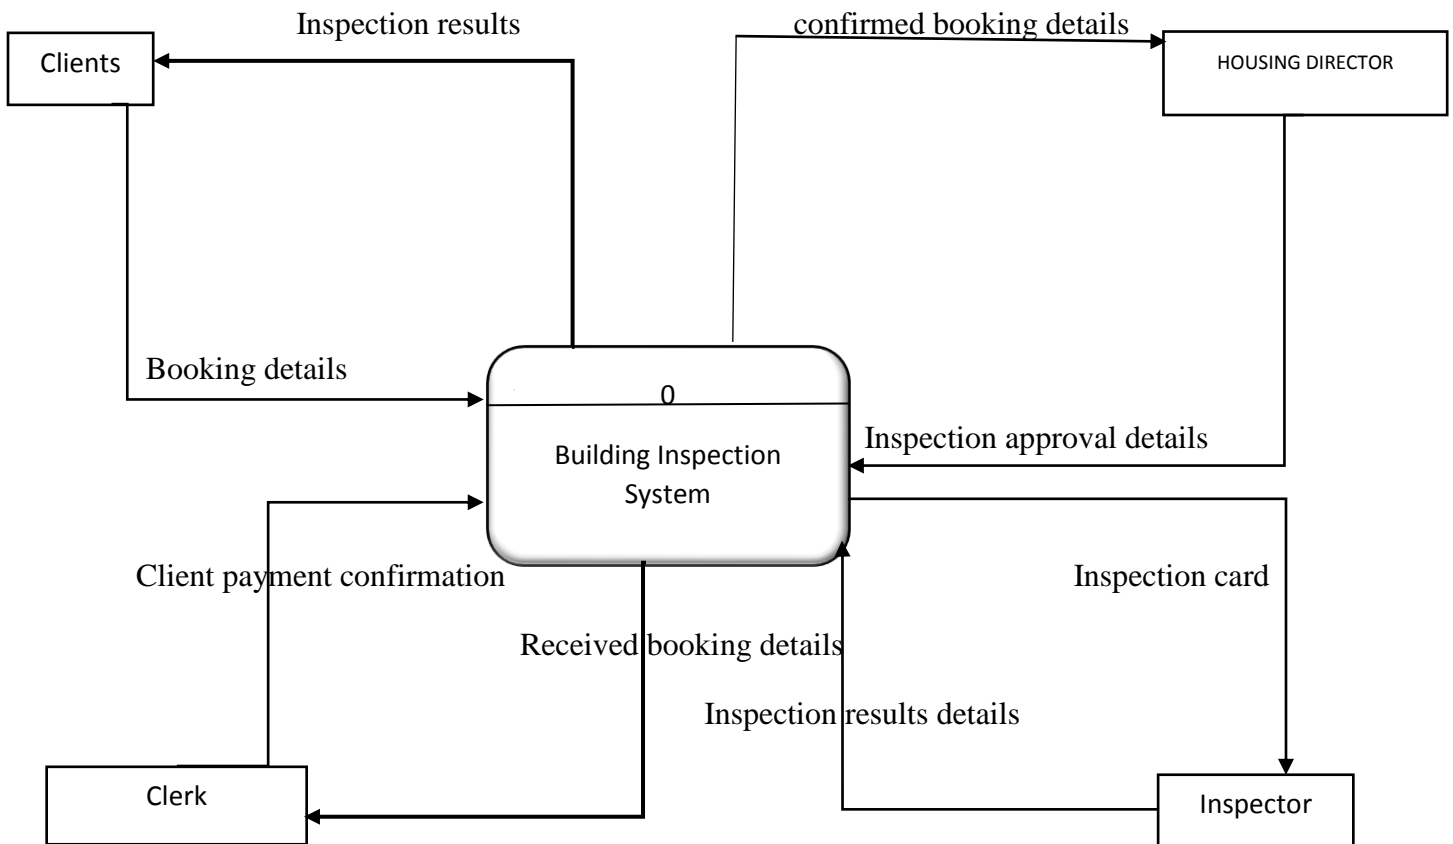 Inspection results
confirmed booking details
Clients
HOUSING DIRECTOR
Booking details
0
Building Inspection
System
Inspection approval details
Client payment confirmation
Inspection card
Received booking details
Inspection results details
Clerk
Inspector